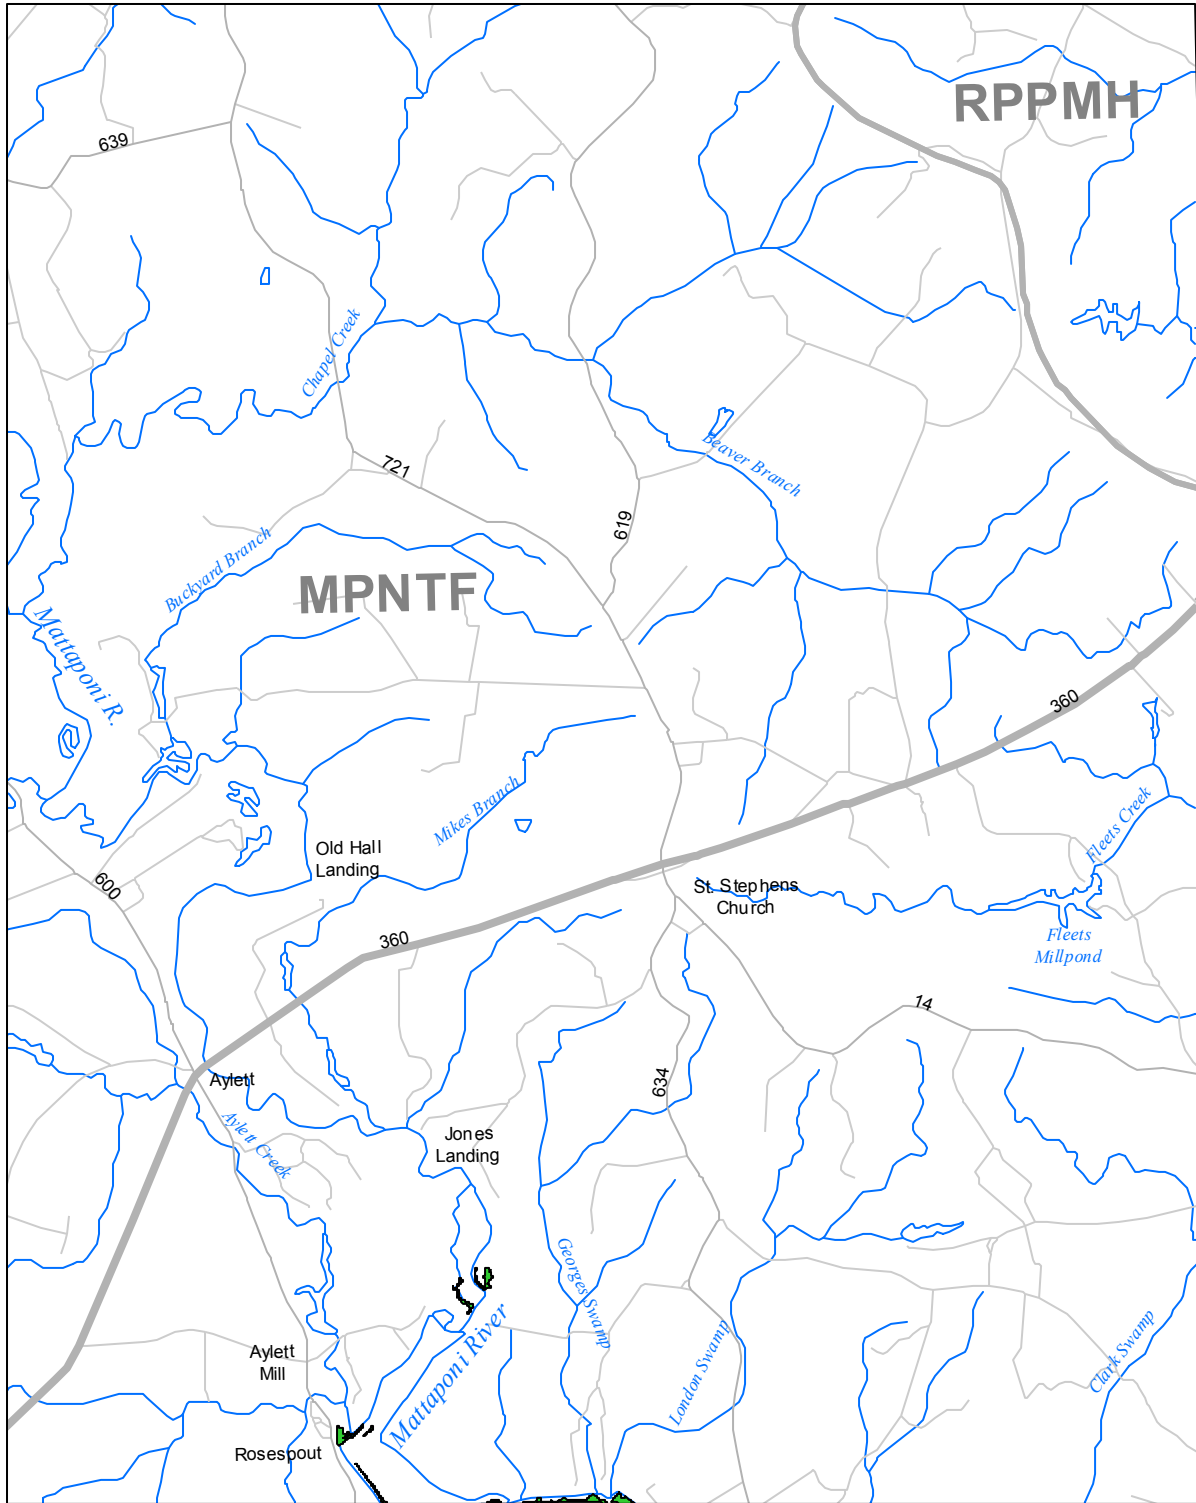 RPPMH
639
Chapel Creek
721
Beaver Branch
619
Buckyard Branch
MPNTF
Mattaponi R.
360
Mikes Branch
Fleets Creek
Old Hall
Landing
600
St. Stephens
Church
360
Fleets
Millpond
14
634
Aylett
Aylett Creek
Jones
Landing
Georges Swamp
Mattaponi River
London Swamp
Clark Swamp
Aylett
Mill
Rosespout